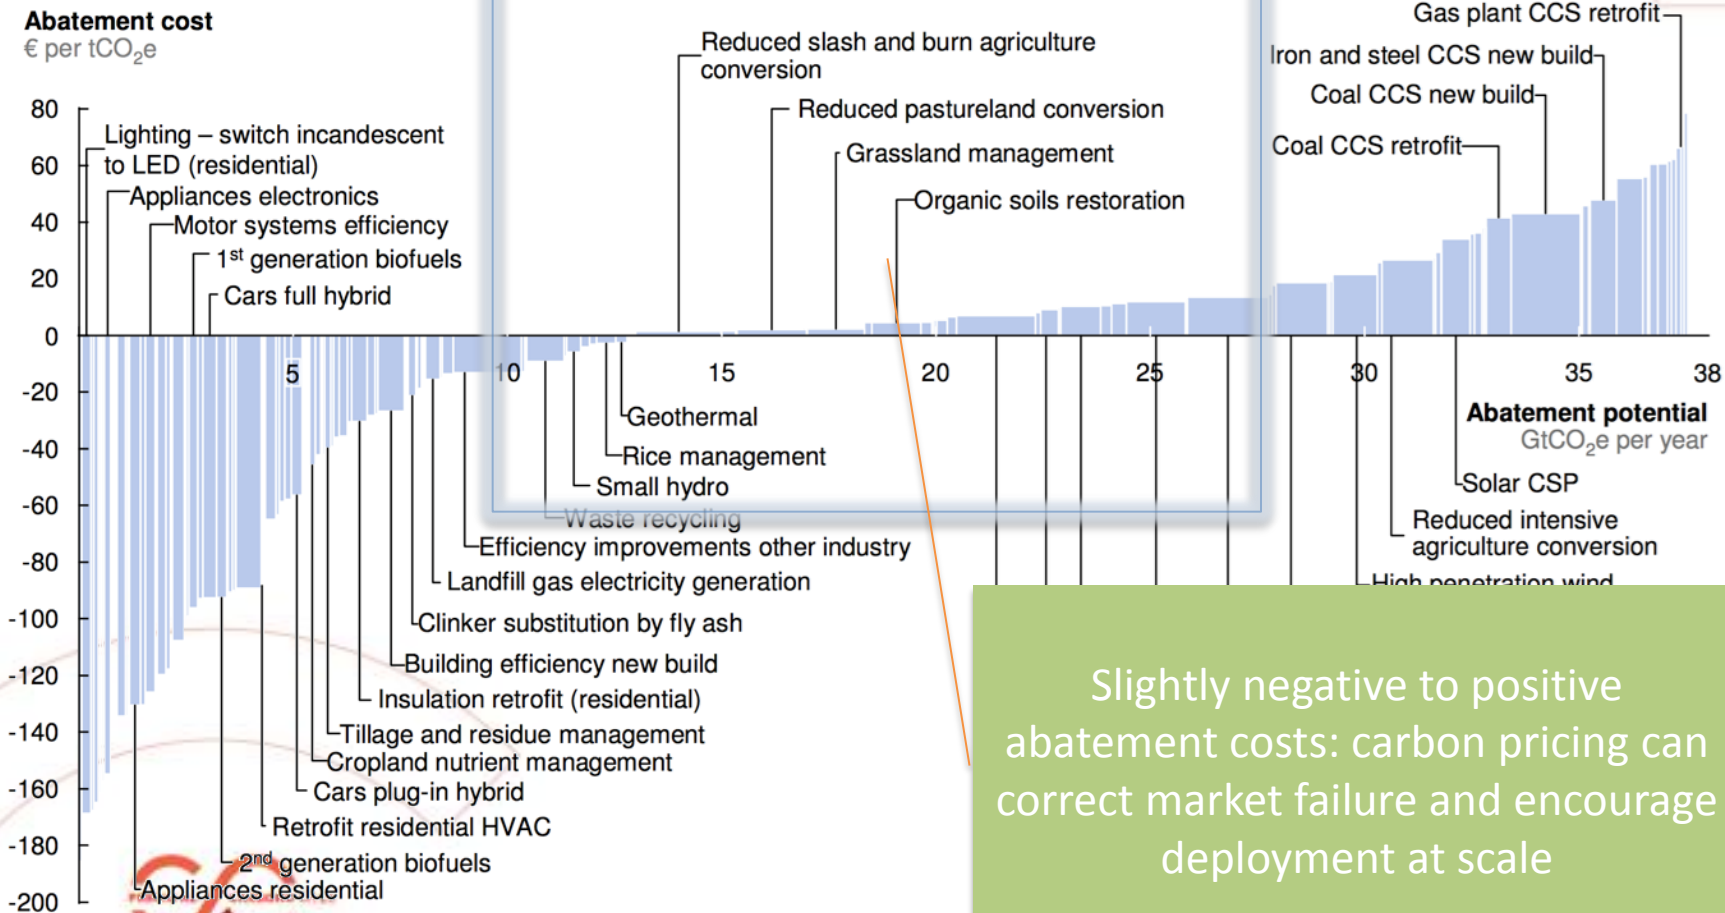 Abatement cost
€ per tCO₂e
80
60
40
20
0
-20
-40
-60
-80
-100
-120
-140
-160
-180
-200
Lighting – switch incandescent
to LED (residential)
Appliances electronics
Motor systems efficiency
1st generation biofuels
Cars full hybrid
Reduced slash and burn agriculture
conversion
Reduced pastureland conversion
Grassland management
Organic soils restoration
Gas plant CCS retrofit
Iron and steel CCS new build
Coal CCS new build
Coal CCS retrofit
5
10
15
20
25
30
35
38
Abatement potential
GtCO₂e per year
Geothermal
Rice management
Small hydro
Waste recycling
Efficiency improvements other industry
Landfill gas electricity generation
Clinker substitution by fly ash
Building efficiency new build
Insulation retrofit (residential)
Tillage and residue management
Cropland nutrient management
Cars plug-in hybrid
Retrofit residential HVAC
2nd generation biofuels
Appliances residential
Solar CSP
Reduced intensive
agriculture conversion
High penetration wind
Slightly negative to positive
abatement costs: carbon pricing can
correct market failure and encourage
deployment at scale